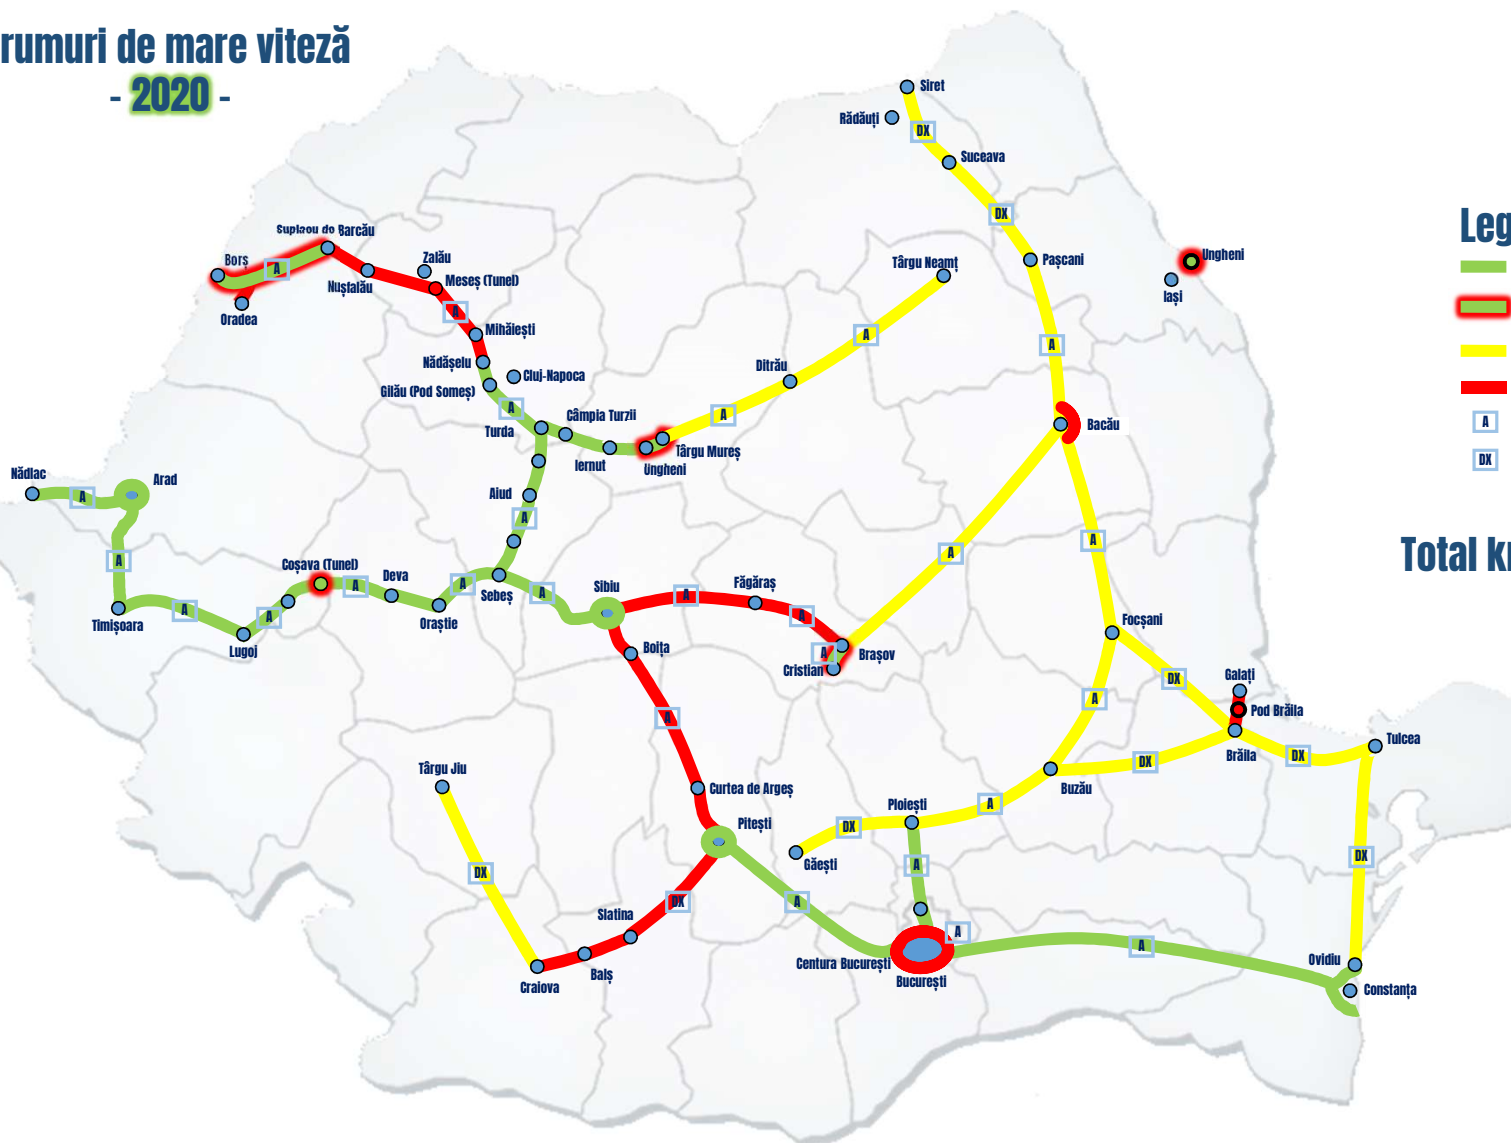 rumuri de mare viteză
- 2020 -
Siret
Rădăuți
DX
Suceava
DX
Leg
Barcău
Borș
A
Zalău
Târgu Neamț
Pașcani
Ungheni
Nușfalău
Meseș (Tunel)
Iași
Oradea
A
Mihăiești
A
A
Nădășelu
Ditrău
Cluj-Napoca
Gilău (Pod Someș)
A
Câmpia Turzii
A
Bacău
A
Turda
Târgu Mureș
Iernut
Ungheni
DX
Nădlac
Arad
A
Aiud
A
A
Total k
A
Coșava (Tunel)
A
A
Deva
A
Sebeș
A
Sibiu
A
Făgăraș
Timișoara
A
A
Orăștie
A
Focșani
Lugoj
Boița
A
Brașov
Cristian
DX
Galați
A
Pod Brăila
A
Tulcea
Târgu Jiu
DX
Brăila
DX
Curtea de Argeș
Buzău
Ploiești
A
Pitești
DX
Găești
DX
DX
A
Slatina
DX
A
A
A
Ovidiu
Centura București
București
Balș
Craiova
Constanța